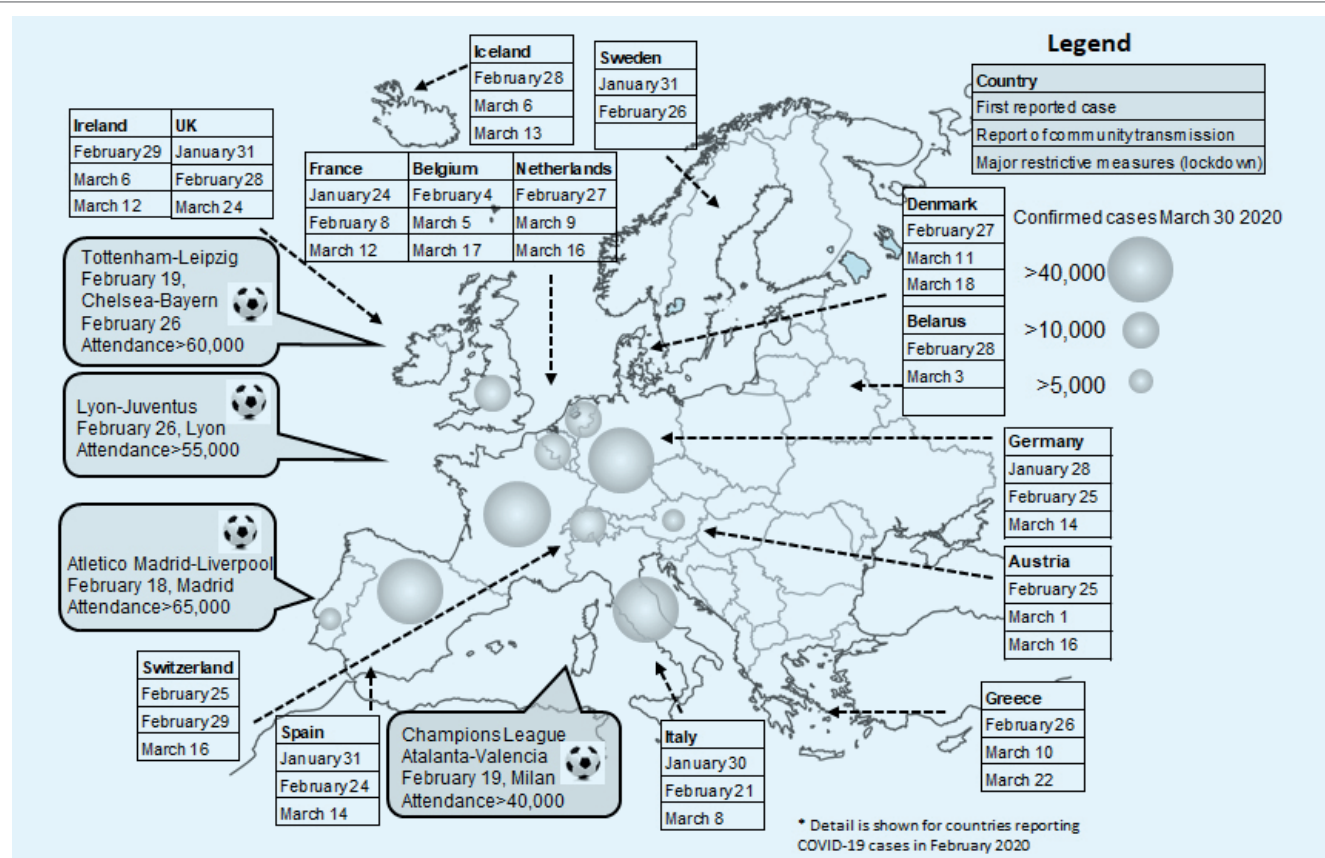 Legend
Country
First reported case
Report of community transmission
Major restrictive measures (lockdown)
Iceland
February 28
March 6
March 13
Sweden
January 31
February 26
Ireland UK
February 29 January 31
March 6 February 28
March 12 March 24
France Belgium Netherlands
January 24 February 4 February 27
February 8 March 5 March 9
March 12 March 17 March 16
Denmark
February 27
March 11
March 18
Belarus
February 28
March 3
Confirmed cases March 30 2020
>40,000
>10,000
>5,000
Tottenham-Leipzig
February 19,
Chelsea-Bayern
February 26
Attendance>60,000
Lyon-Juventus
February 26, Lyon
Attendance>55,000
Atletico Madrid-Liverpool
February 18, Madrid
Attendance>65,000
Germany
January 28
February 25
March 14
Austria
February 25
March 1
March 16
Switzerland
February 25
February 29
March 16
Spain
January 31
February 24
March 14
Champions League
Atalanta-Valencia
February 19, Milan
Attendance>40,000
Italy
January 30
February 21
March 8
Greece
February 26
March 10
March 22
* Detail is shown for countries reporting
COVID-19 cases in February 2020